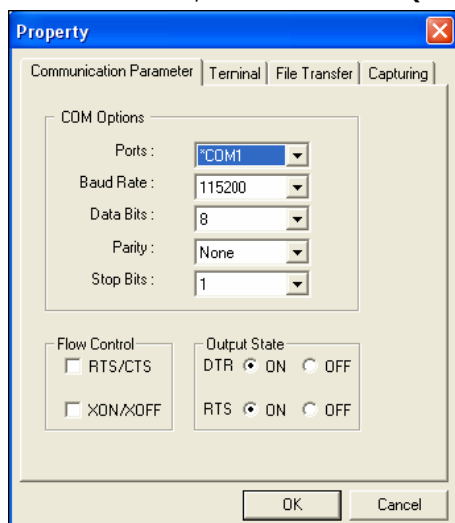 Property
Communication Parameter Terminal File Transfer Capturing
COM Options
Ports : *COM1
Baud Rate : 115200
Data Bits : 8
Parity : None
Stop Bits : 1
Flow Control
RTS/CTS
XON/XOFF
Output State
DTR ON OFF
RTS ON OFF
OK Cancel